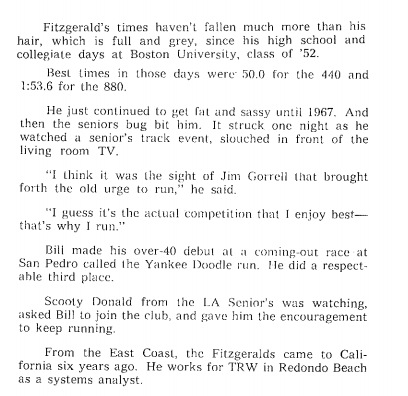 Fitzgerald's times haven't fallen much more than his
hair, which is full and grey, since his high school and
collegiate days at Boston University, class of '52.
Best times in those days were 50.0 for the 440 and
1:53.6 for the 880.
He just continued to get fat and sassy until 1967. And
then the seniors bug bit him. It struck one night as he
watched a senior's track event, slouched in front of the
living room TV.
"I think it was the sight of Jim Gorrell that brought
forth the old urge to run," he said.
"I guess it's the actual competition that I enjoy best—
that's why I run."
Bill made his over-40 debut at a coming-out race at
San Pedro called the Yankee Doodle run. He did a respect-
able third place.
Scooty Donald from the LA Senior's was watching,
asked Bill to join the club, and gave him the encouragement
to keep running.
From the East Coast, the Fitzgeralds came to Cali-
fornia six years ago. He works for TRW in Redondo Beach
as a systems analyst.